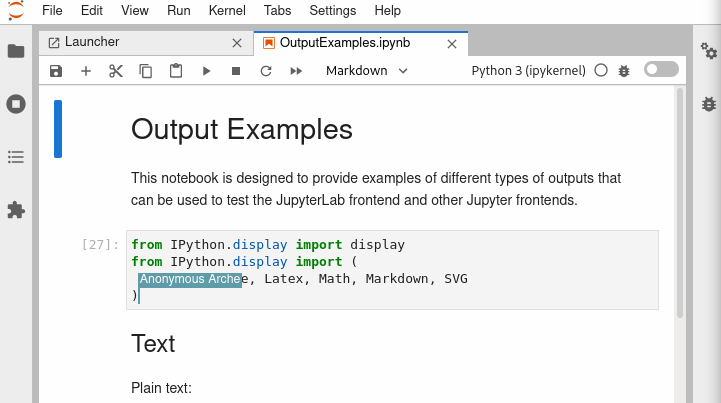 File Edit View Run Kernel Tabs Settings Help
Launcher
OutputExamples.ipynb
Markdown
Python 3 (ipykernel)
Output Examples
This notebook is designed to provide examples of different types of outputs that
can be used to test the JupyterLab frontend and other Jupyter frontends.
[27]:
from IPython.display import display
from IPython.display import (
Anonymous Arche
, Latex, Math, Markdown, SVG
)
Text
Plain text: